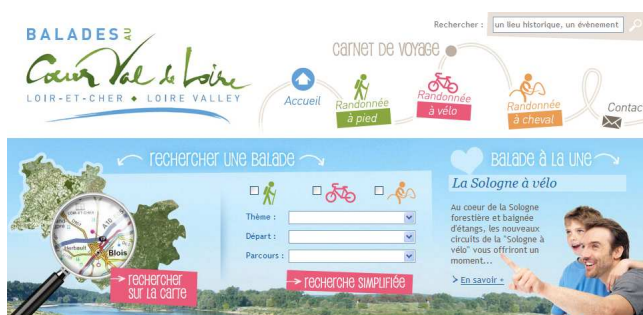 BALADES AU
Cœur Val de Loire
LOIR-ET-CHER ◆ LOIRE VALLEY
Rechercher : un lieu historique, un évènement
CARNET DE VOYAGE
Accueil
Randonnée
à pied
Randonnée
à vélo
Randonnée
à cheval
Contac
rechercher une balade
Thème :
Départ :
Parcours :
Herbault
Blois
A10
rechercher
sur la carte
recherche simplifiée
Balade à la une
La Sologne à vélo
Au coeur de la Sologne
forestière et baignée
d'étangs, les nouveaux
circuits de la "Sologne à
vélo" vous offriront un
moment...
> En savoir +